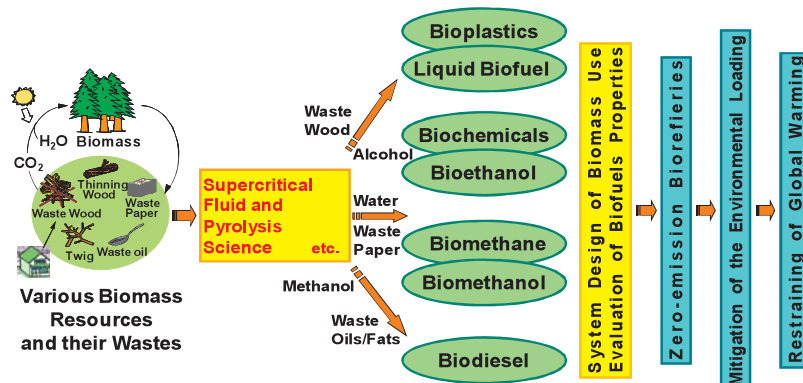 H₂O Biomass
CO₂
Thinning
Wood
Waste Wood
Waste
Paper
Twig
Waste oil
Various Biomass
Resources
and their Wastes
Supercritical
Fluid and
Pyrolysis
Science etc.
Waste
Wood
Alcohol
Water
Waste
Paper
Methanol
Waste
Oils/Fats
Bioplastics
Liquid Biofuel
Biochemicals
Bioethanol
Biomethane
Biomethanol
Biodiesel
System Design of Biomass Use
Evaluation of Biofuels Properties
Zero-emission Biorefieries
Mitigation of the Environmental Loading
Restraining of Global Warming